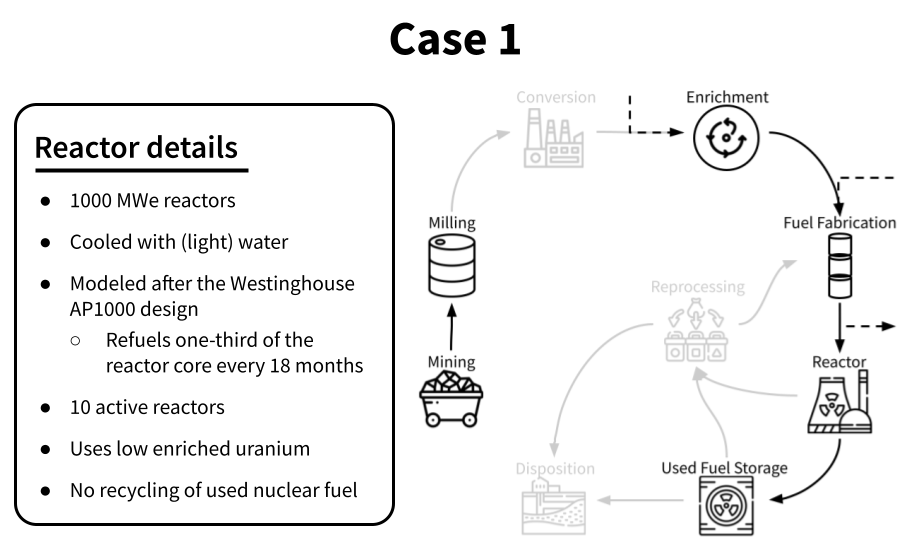 Case 1
Reactor details
● 1000 MWe reactors
● Cooled with (light) water
● Modeled after the Westinghouse
AP1000 design
○ Refuels one-third of the
reactor core every 18 months
● 10 active reactors
● Uses low enriched uranium
● No recycling of used nuclear fuel
Conversion
Enrichment
Milling
Fuel Fabrication
Reprocessing
Mining
Reactor
Disposition
Used Fuel Storage